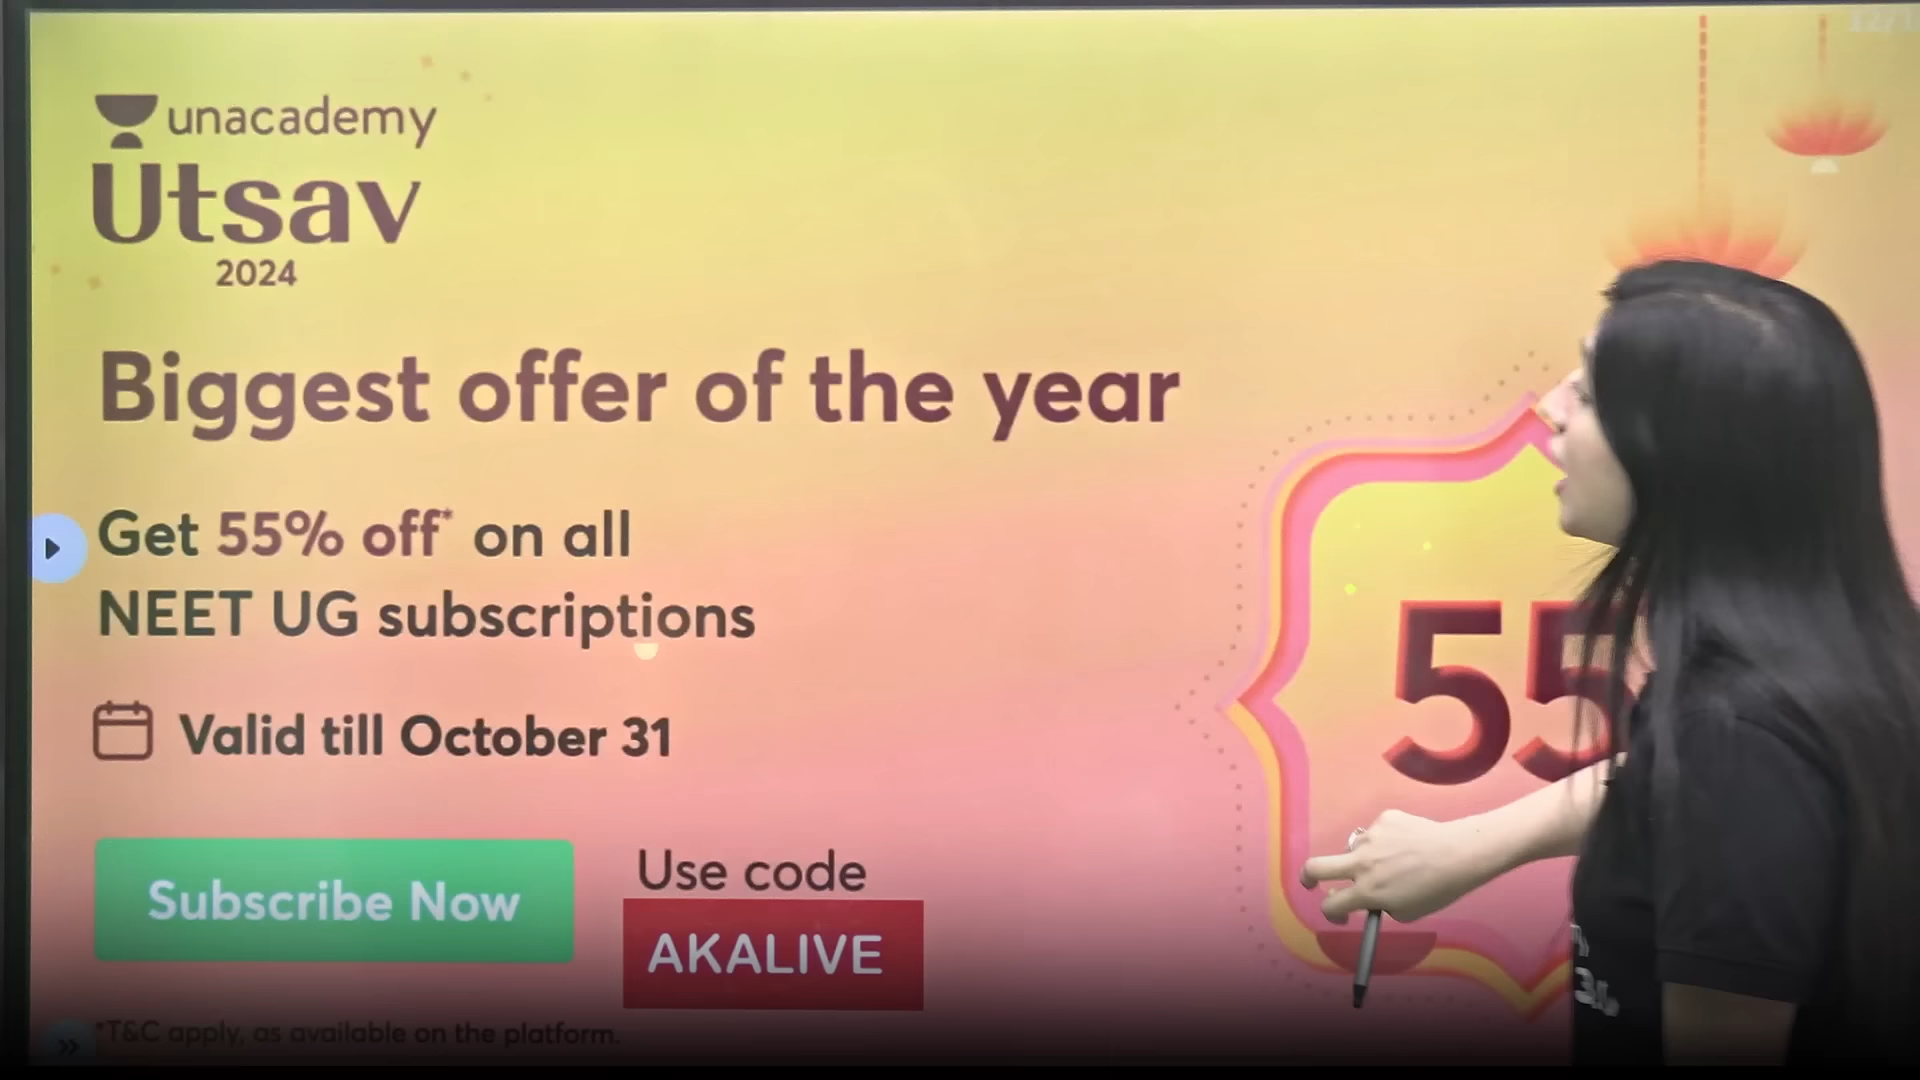 unacademy
Utsav
2024
Biggest offer of the year
Get 55% off* on all
NEET UG subscriptions
Valid till October 31
55
Subscribe Now
Use code
AKALIVE
*T&C apply, as available on the platform.